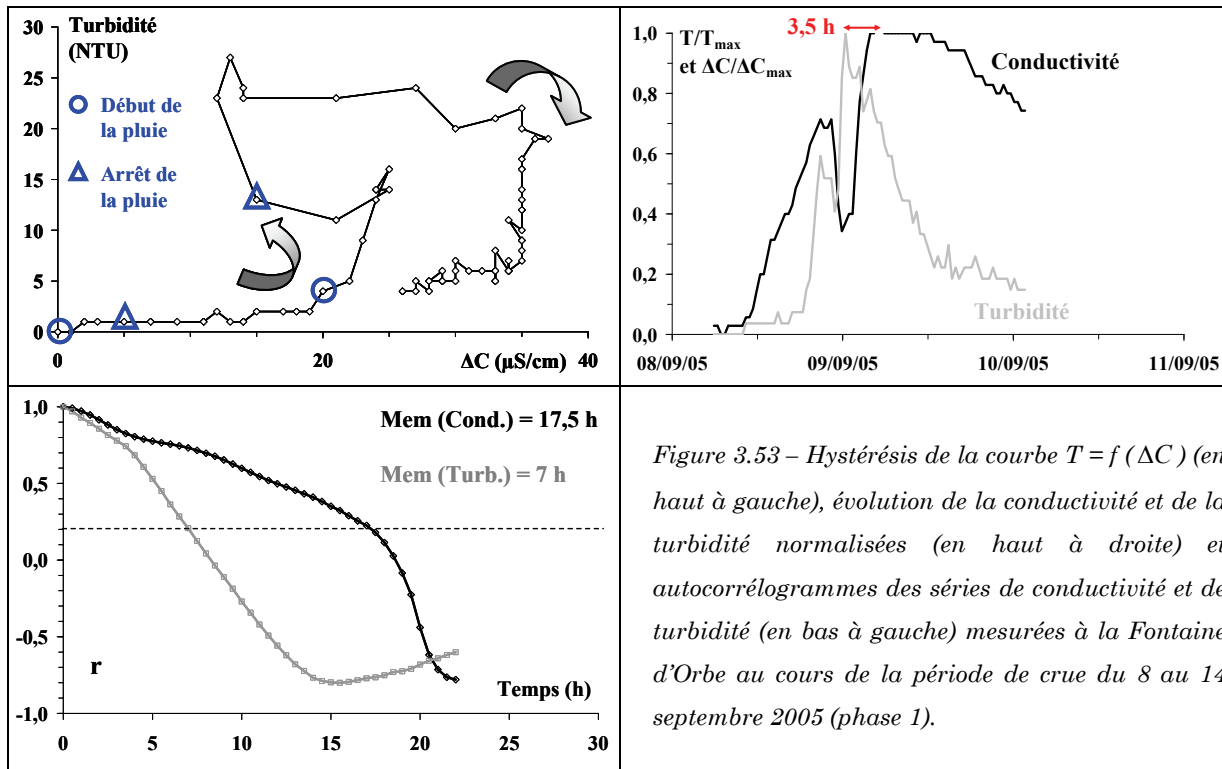 Turbidité
(NTU)
30
25
20
15
10
5
0
Début de
la pluie
Arrêt de
la pluie
0
20
40
ΔC (µS/cm)
3,5 h
1,0
0,8
0,6
0,4
0,2
0,0
T/Tmax
et ΔC/ΔCmax
Conductivité
Turbidité
08/09/05
09/09/05
10/09/05
11/09/05
1,0
0,5
0,0
-0,5
-1,0
Mem (Cond.) = 17,5 h
Mem (Turb.) = 7 h
r
Temps (h)
0
5
10
15
20
25
30
Figure 3.53 – Hystérésis de la courbe T = f ( ΔC ) (en
haut à gauche), évolution de la conductivité et de la
turbidité normalisées (en haut à droite) et
autocorrélogrammes des séries de conductivité et de
turbidité (en bas à gauche) mesurées à la Fontaine
d'Orbe au cours de la période de crue du 8 au 14
septembre 2005 (phase 1).